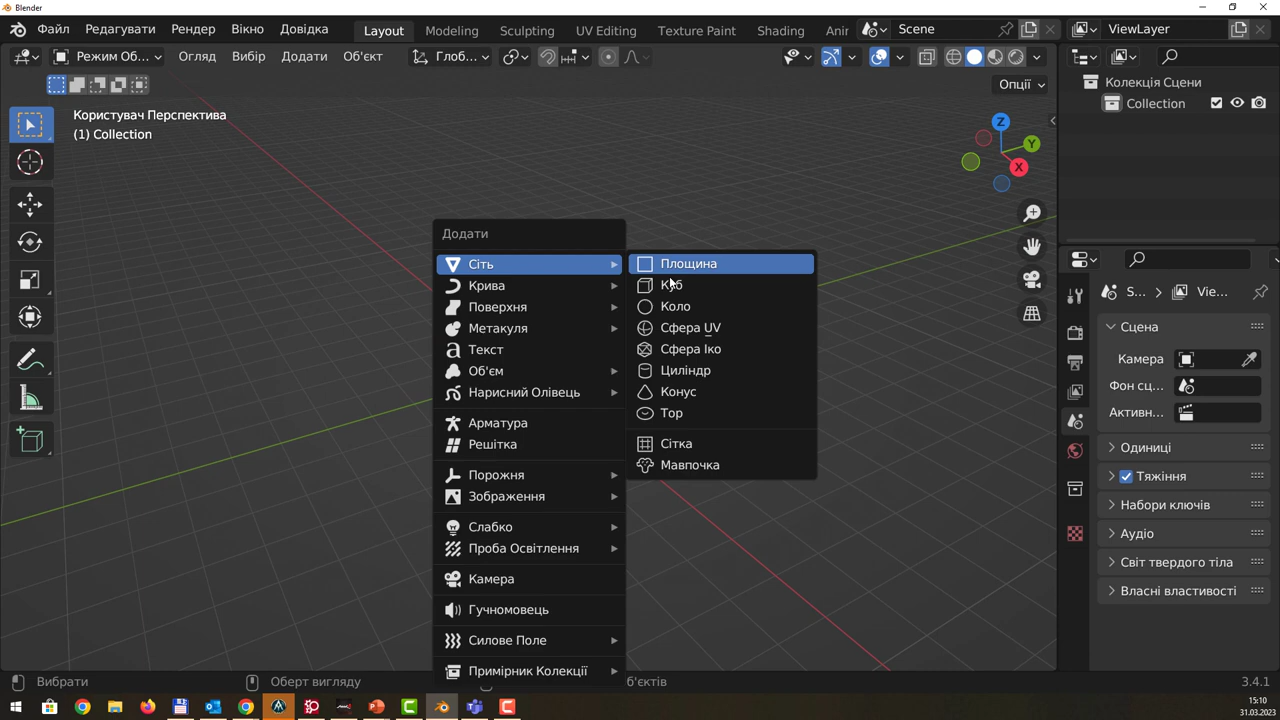 Blender
Файл Редагувати Рендер Вікно Довідка Layout Modeling Sculpting UV Editing Texture Paint Shading Anir Scene ViewLayer
Режим Об... Огляд Вибір Додати Об'єкт Глоб...
Опції
Користувач Перспектива
(1) Collection
Колекція Сцени
Collection
Z
Y
X
Додати
Сіть
Крива
Поверхня
Метакуля
Текст
Об'єм
Нарисний Олівець
Арматура
Решітка
Порожня
Зображення
Слабко
Проба Освітлення
Камера
Гучномовець
Силове Поле
Примірник Колекції
Площина
Куб
Коло
Сфера UV
Сфера Іко
Циліндр
Конус
Тор
Сітка
Мавпочка
S... Vie...
Сцена
Камера
Фон сц...
Активн...
Одиниці
Тяжіння
Набори ключів
Аудіо
Світ твердого тіла
Власні властивості
Вибрати Оберт вигляду б'єктів 3.4.1
15:10
31.03.2023